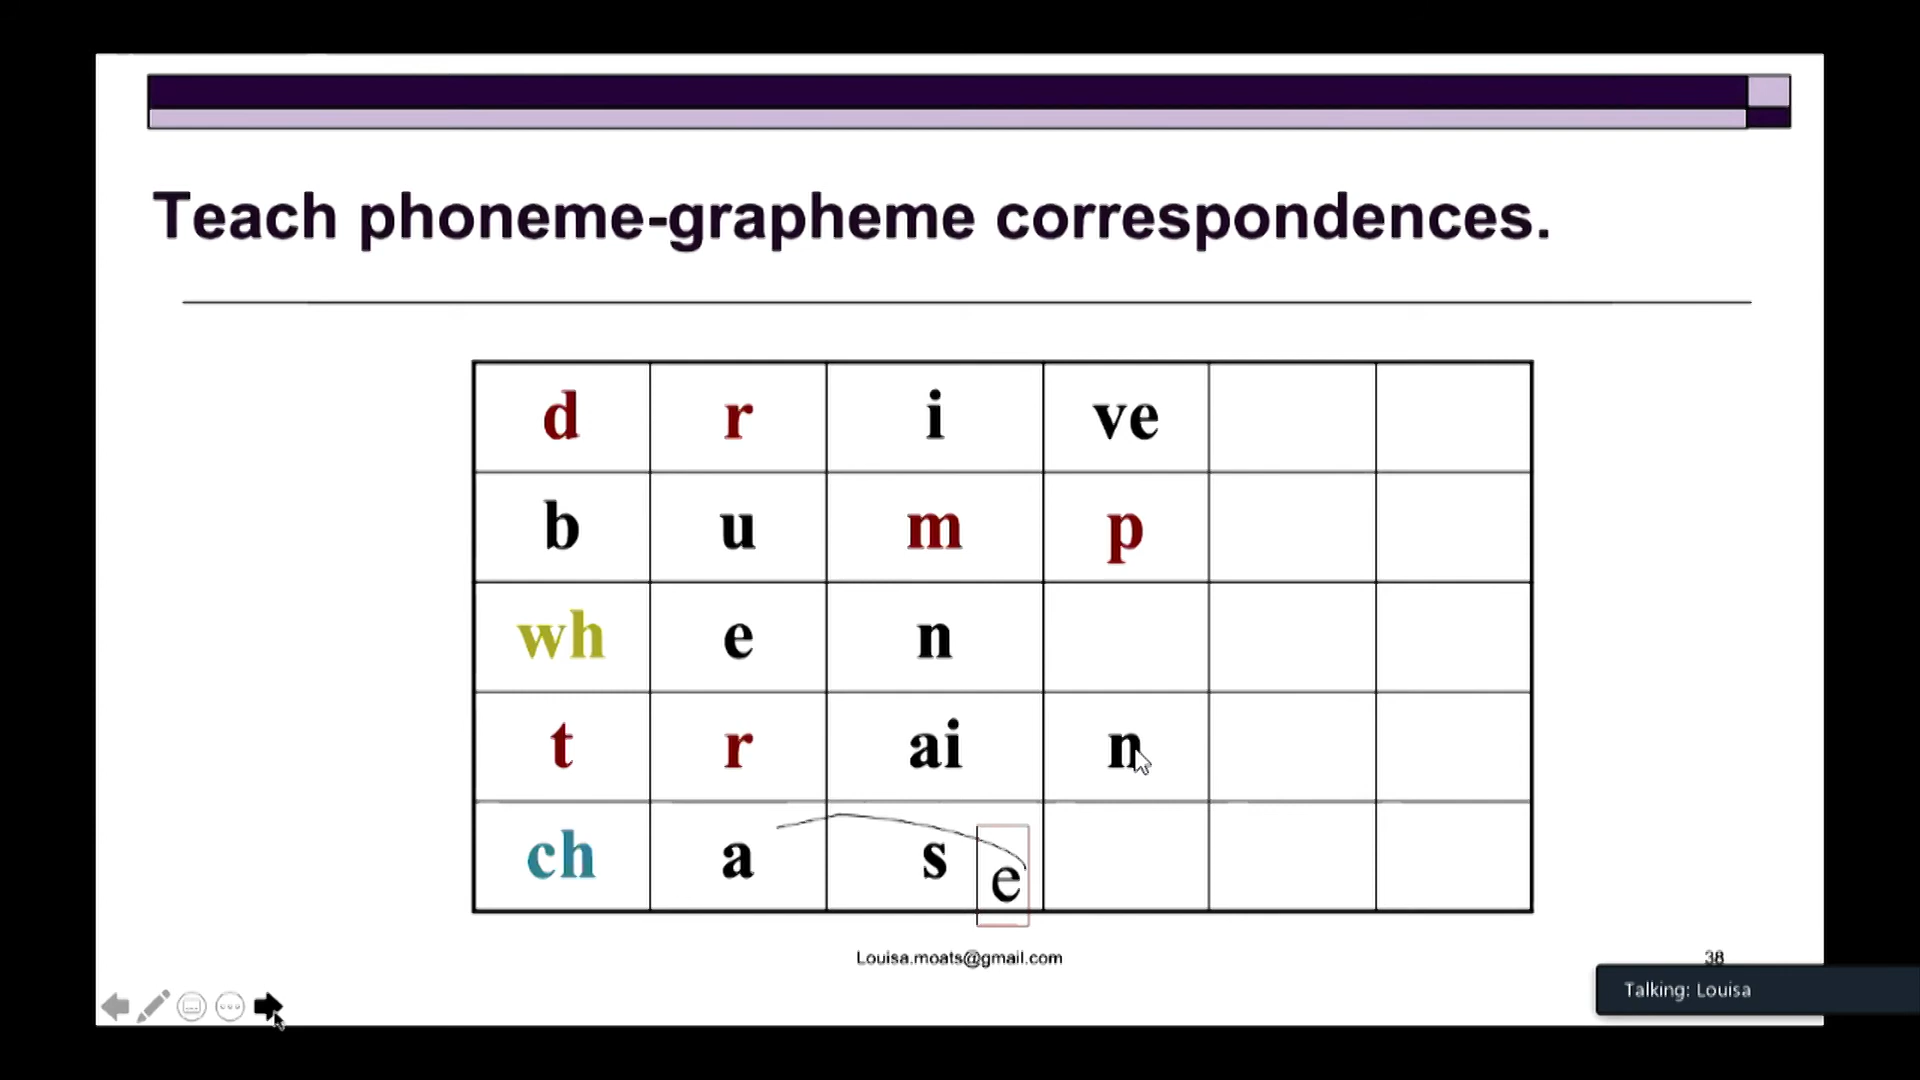 Teach phoneme-grapheme correspondences.
d r i ve
b u m p
wh e n
t r ai n
ch a s e
Louisa.moats@gmail.com
38
Talking: Louisa